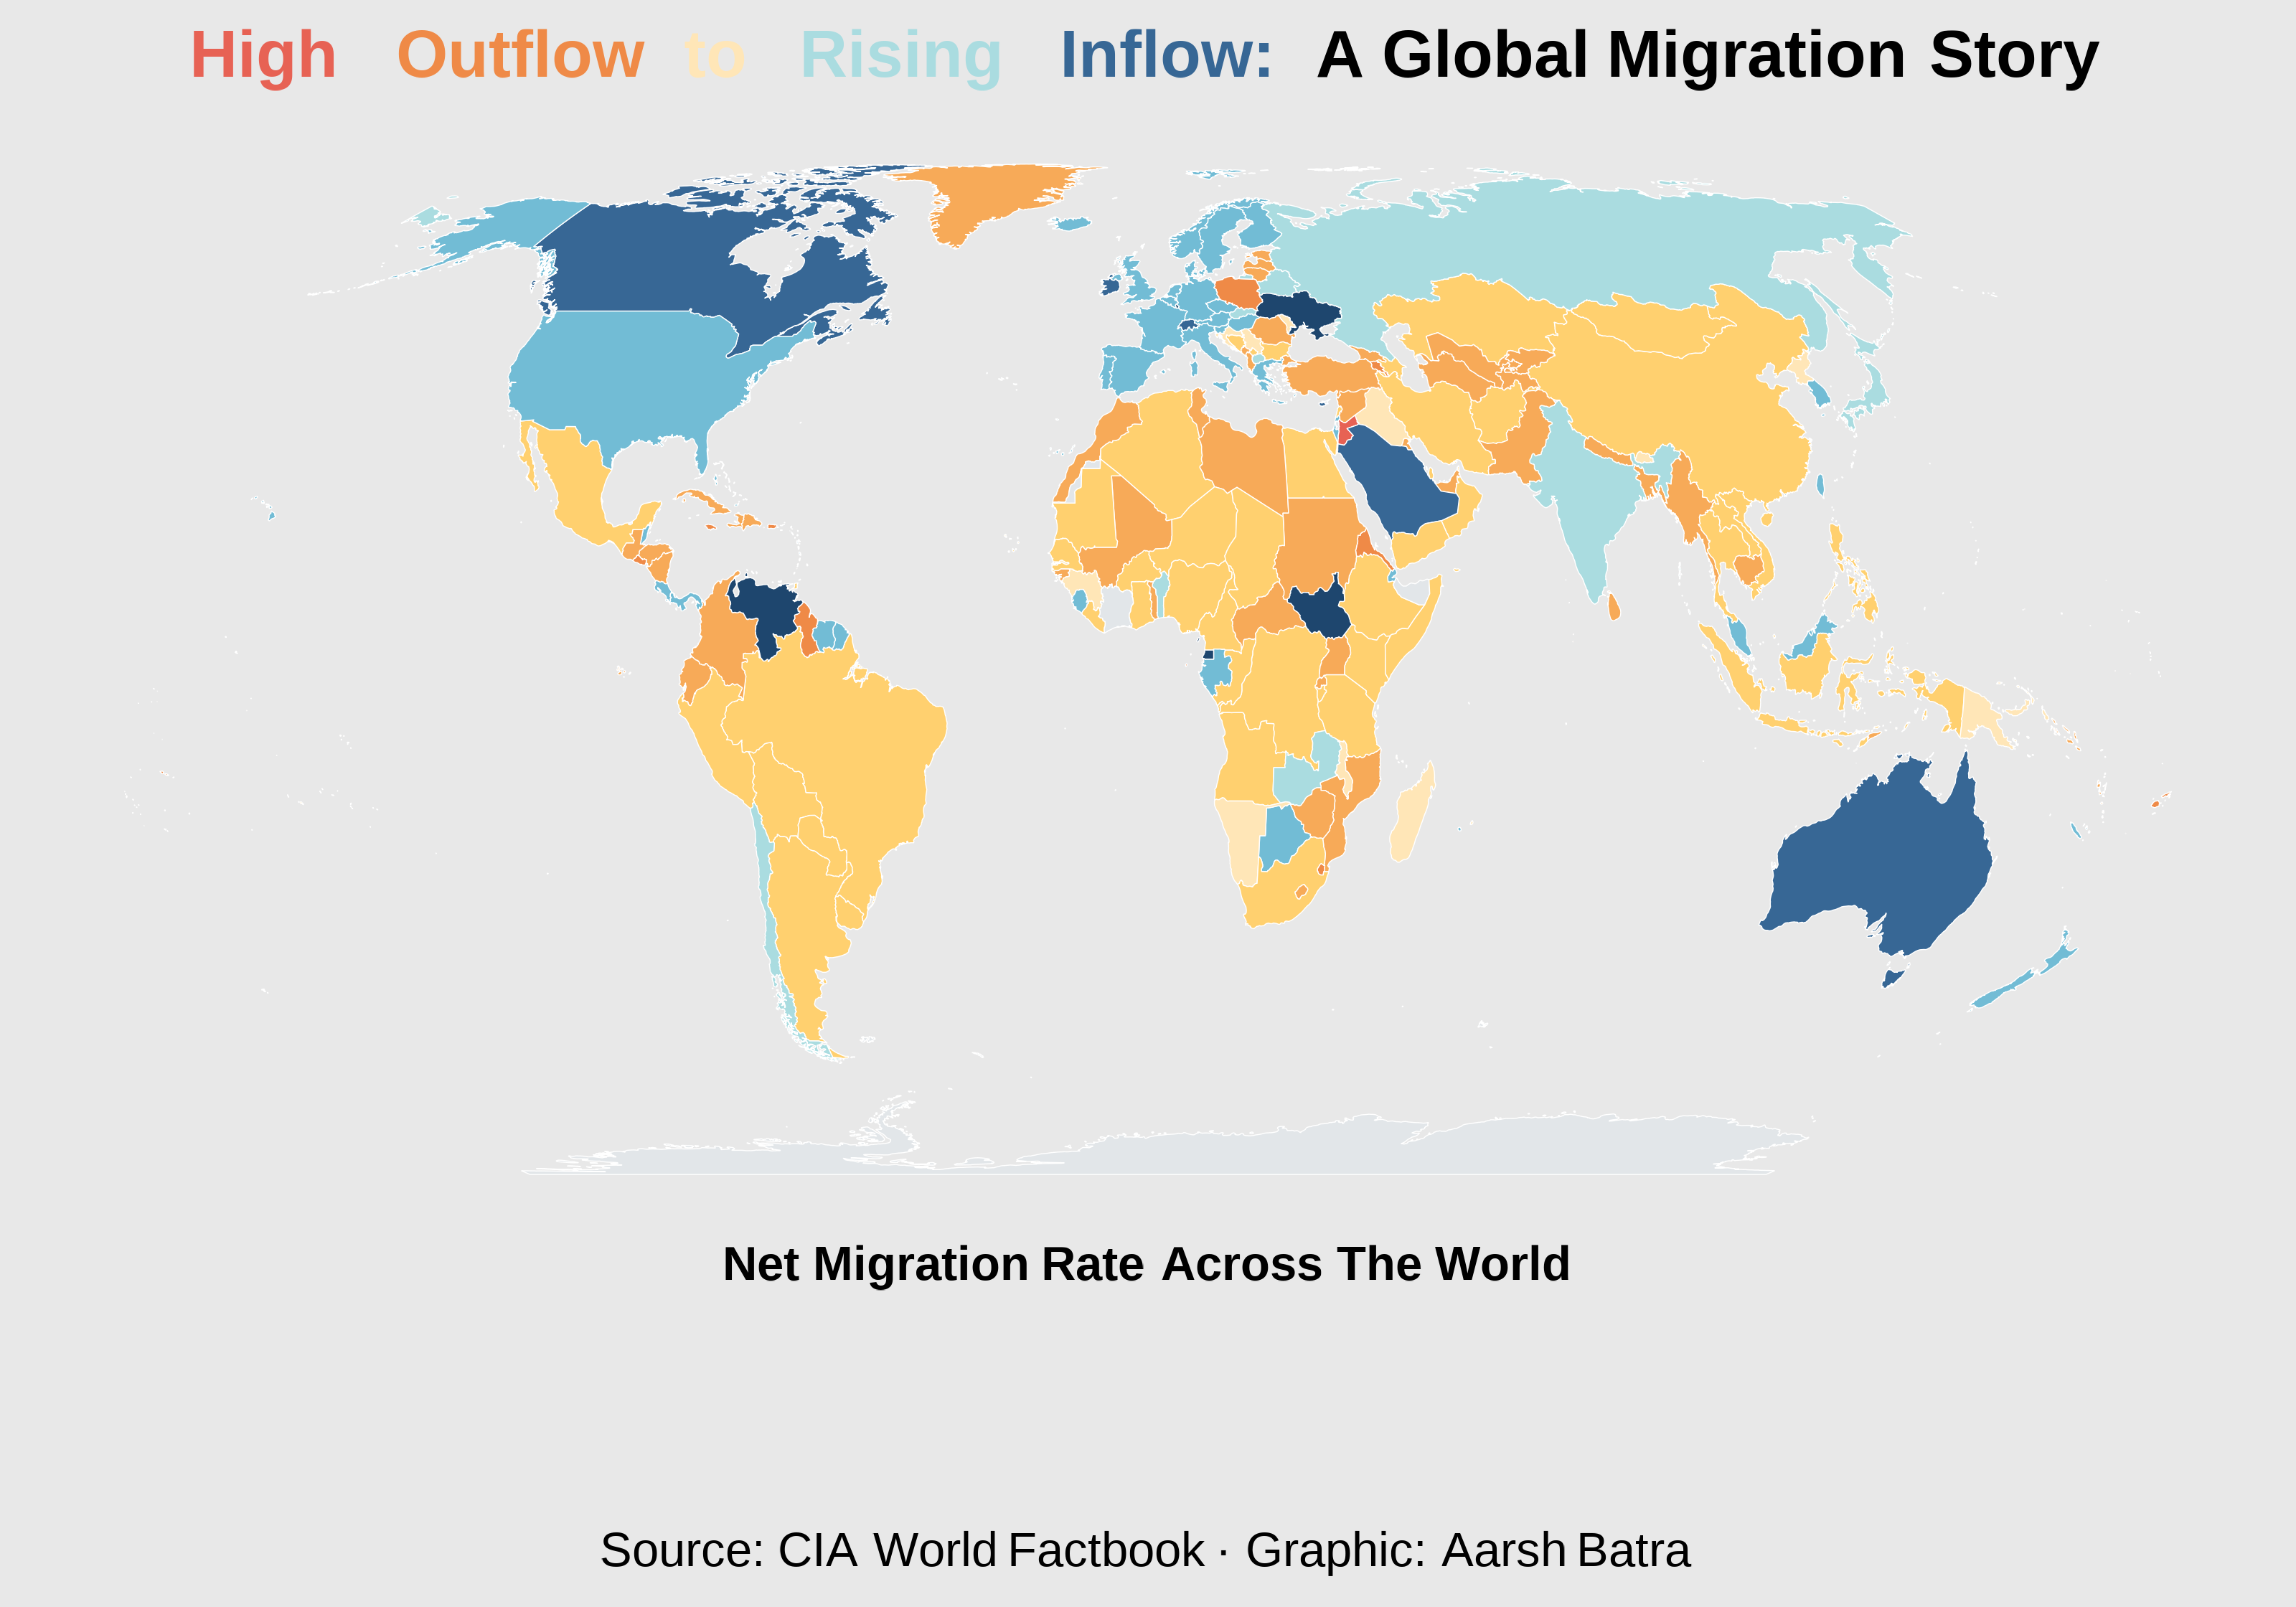 High Outflow to Rising Inflow: A Global Migration Story
Net Migration Rate Across The World
Source: CIA World Factbook · Graphic: Aarsh Batra